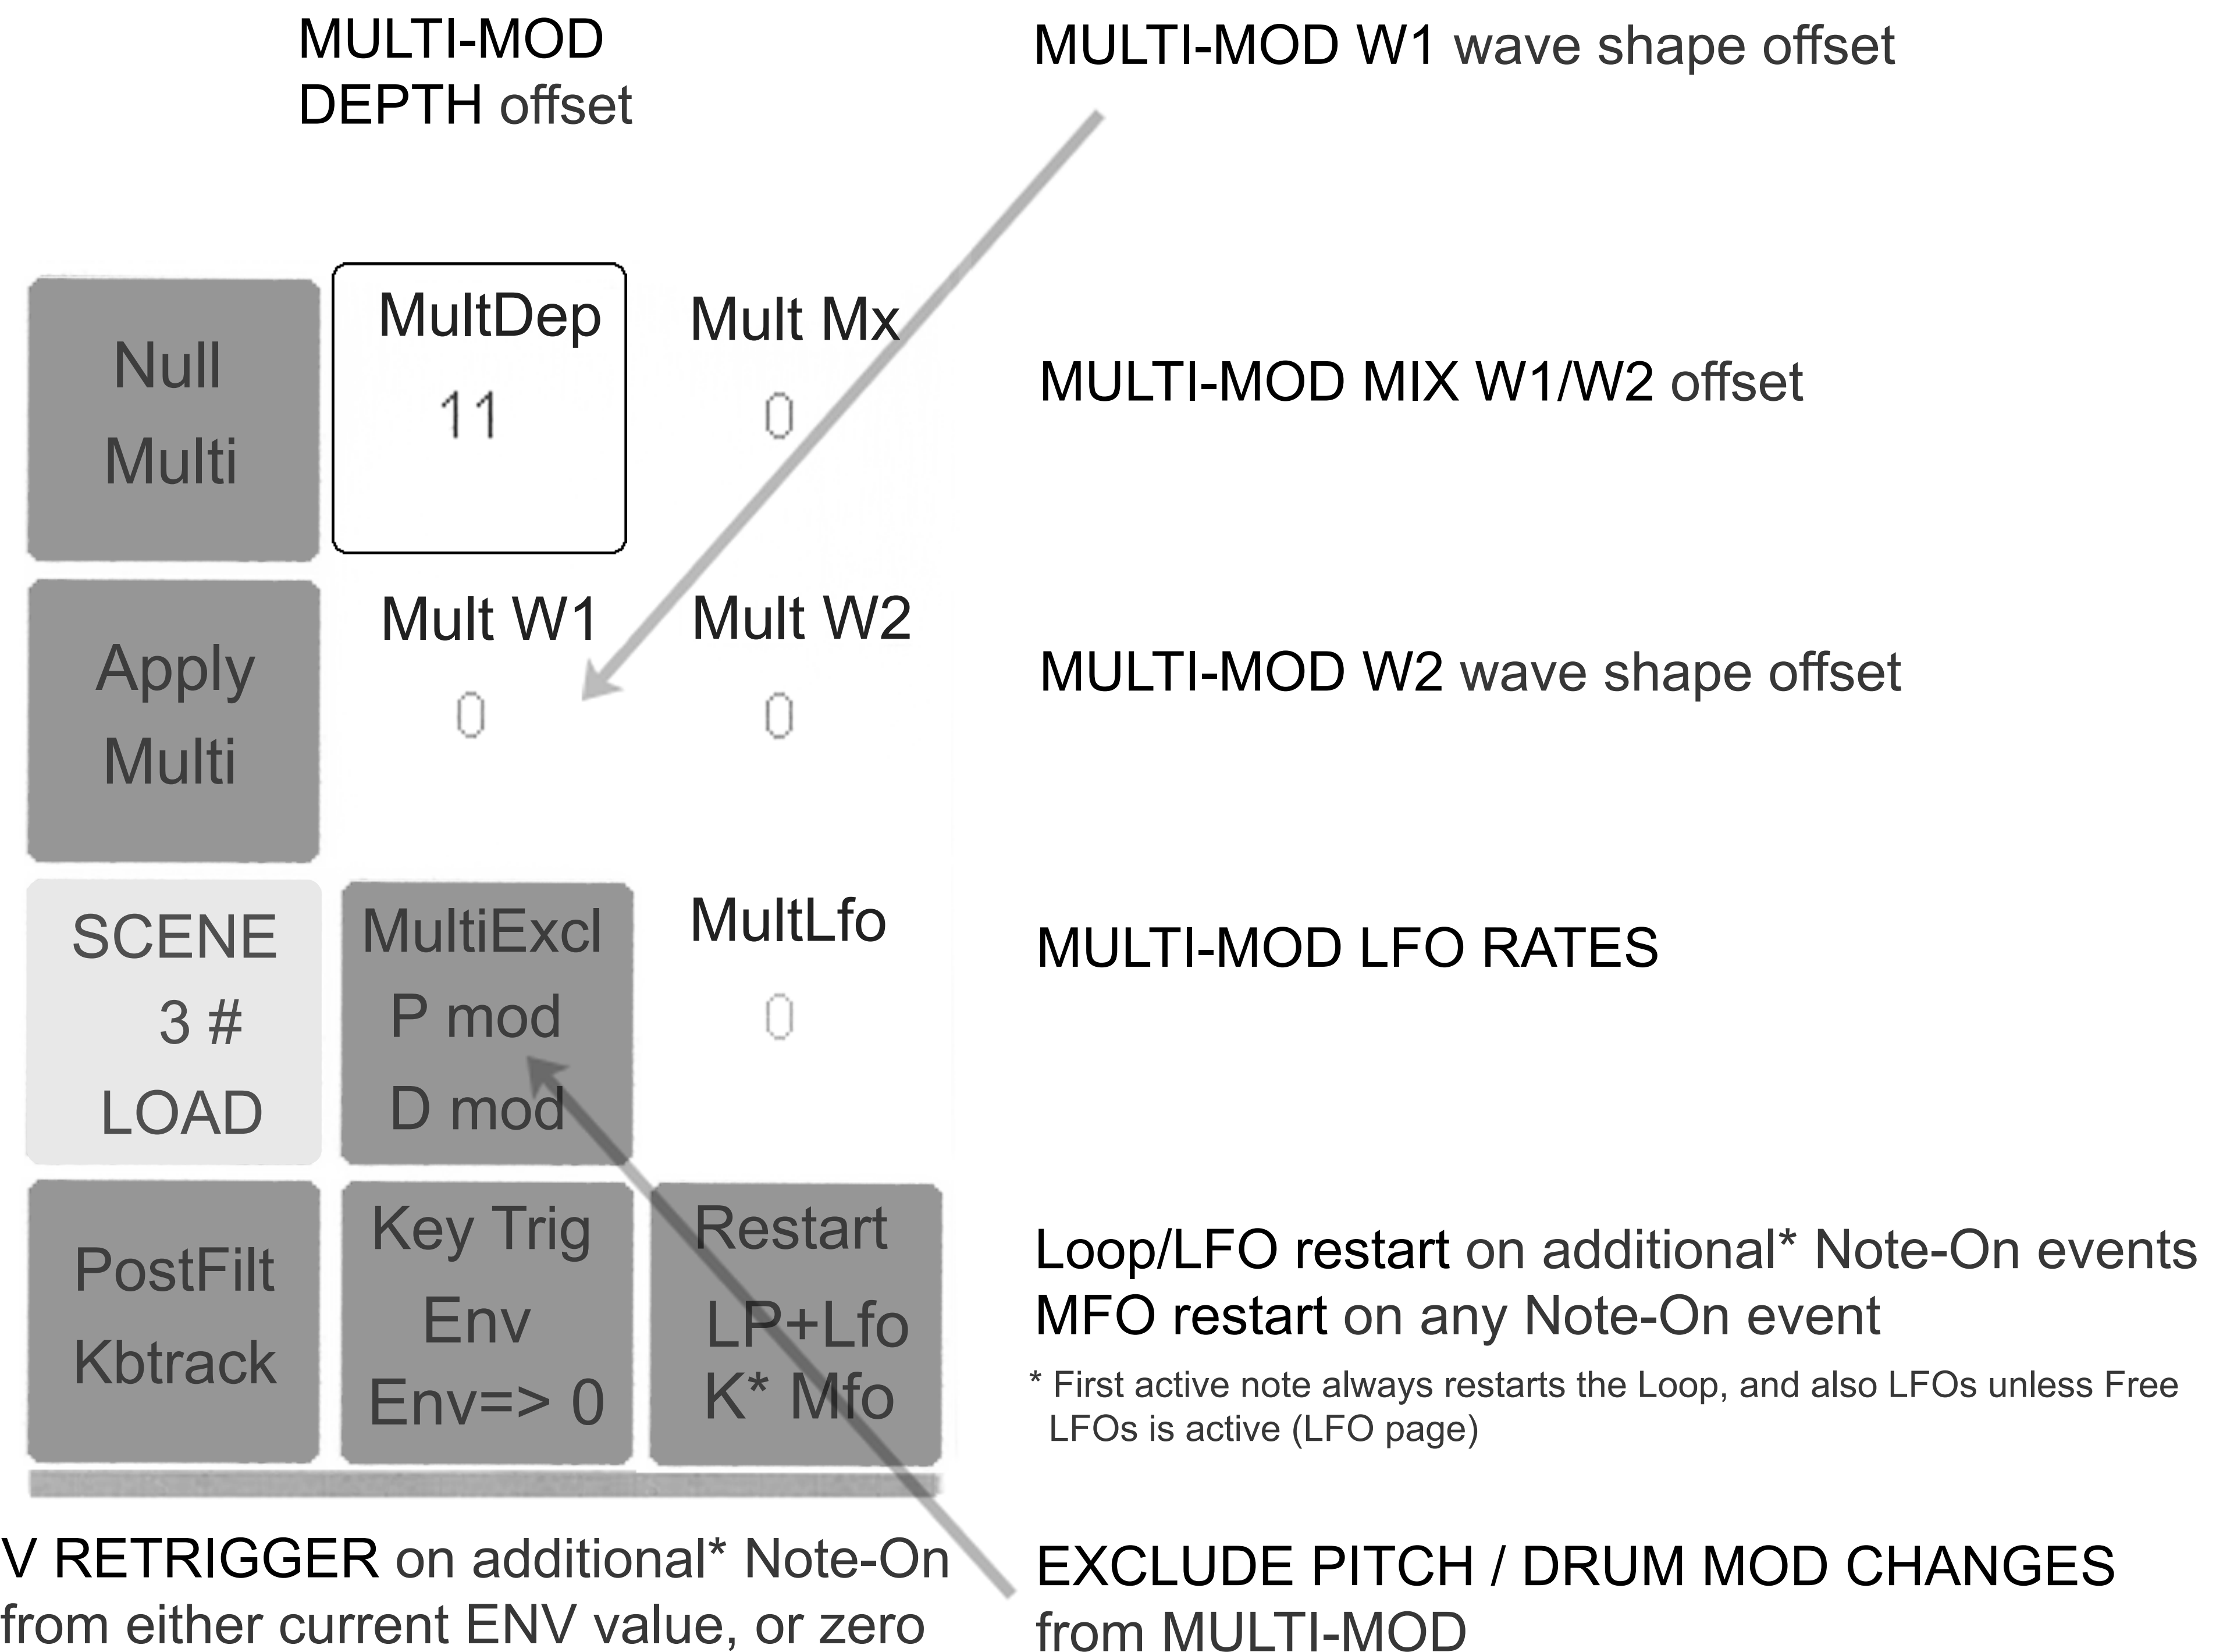 MULTI-MOD
DEPTH offset
MULTI-MOD W1 wave shape offset
Null
Multi
MultDep
11
Mult Mx
0
MULTI-MOD MIX W1/W2 offset
Apply
Multi
Mult W1
0
Mult W2
0
MULTI-MOD W2 wave shape offset
SCENE
3 #
LOAD
MultiExcl
P mod
D mod
MultLfo
0
MULTI-MOD LFO RATES
PostFilt
Kbtrack
Key Trig
Env
Env=> 0
Restart
LP+Lfo
K* Mfo
Loop/LFO restart on additional* Note-On events
MFO restart on any Note-On event
* First active note always restarts the Loop, and also LFOs unless Free
LFOs is active (LFO page)
V RETRIGGER on additional* Note-On
from either current ENV value, or zero
EXCLUDE PITCH / DRUM MOD CHANGES
from MULTI-MOD